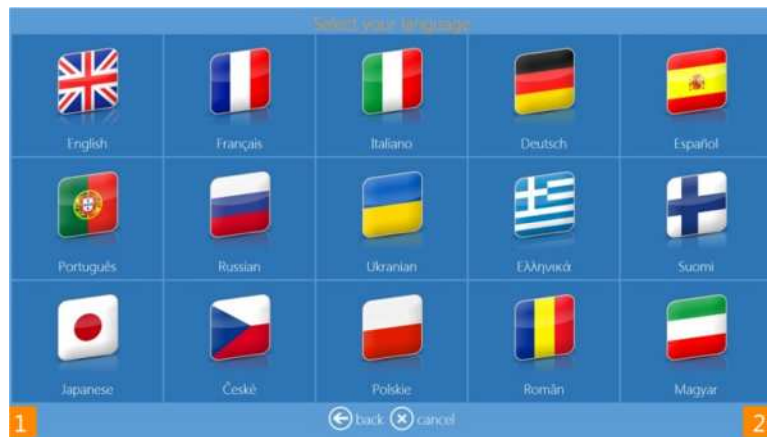 Select your language
English Français Italiano Deutsch Español
Português Russian Ukranian Ελληνικά Suomi
Japanese Českè Polskie Român Magyar
1 back cancel 2